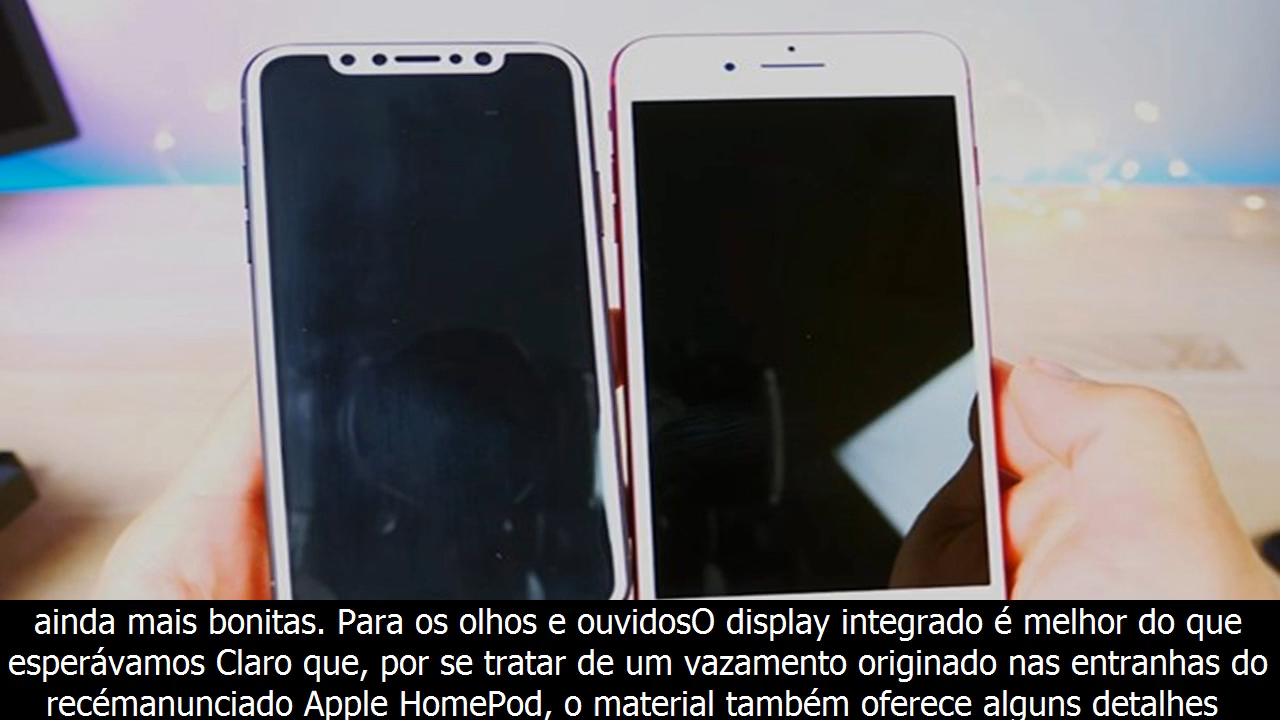 ainda mais bonitas. Para os olhos e ouvidosO display integrado é melhor do que
esperávamos Claro que, por se tratar de um vazamento originado nas entranhas do
recémanunciado Apple HomePod, o material também oferece alguns detalhes